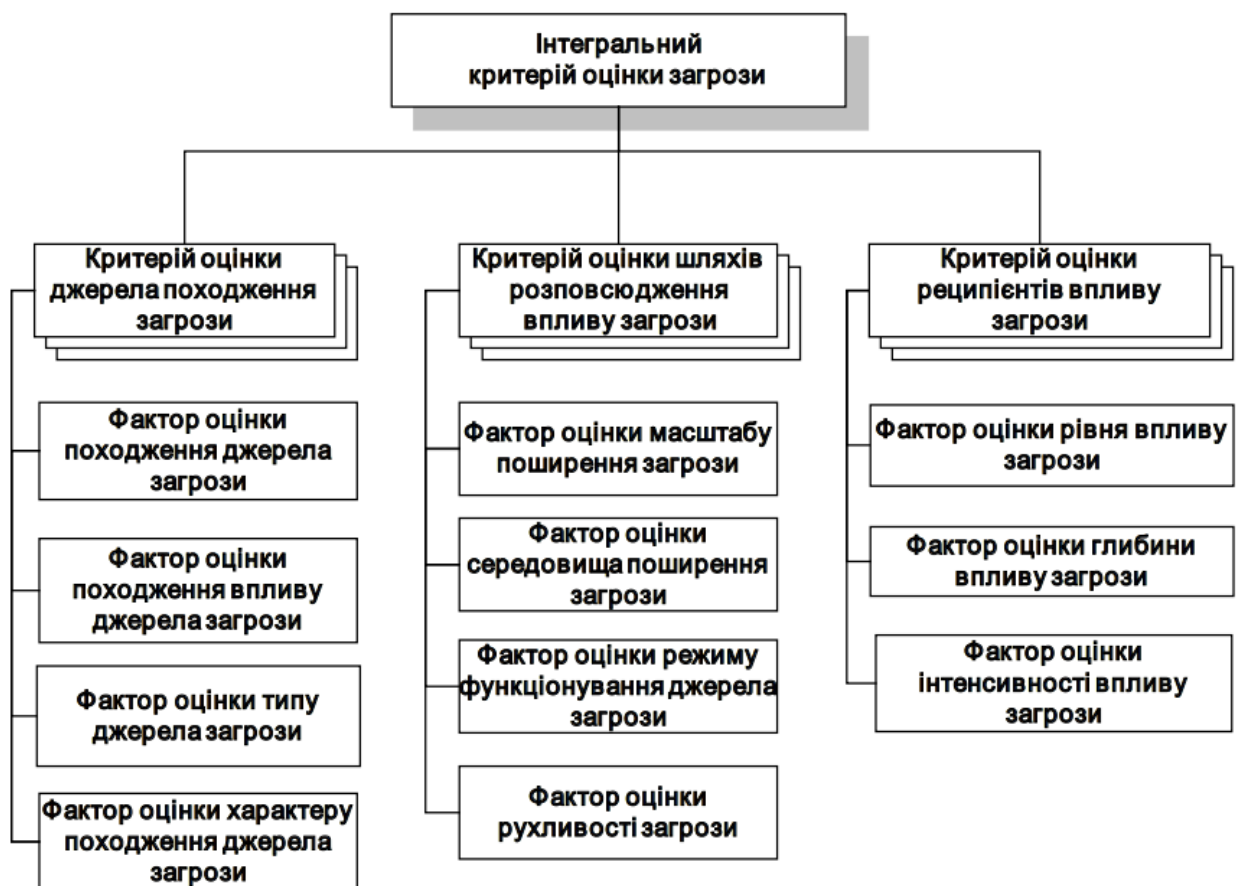 Інтегральний
критерій оцінки загрози
Критерій оцінки
джерела походження
загрози
Фактор оцінки
походження джерела
загрози
Фактор оцінки
походження впливу
джерела загрози
Фактор оцінки типу
джерела загрози
Фактор оцінки характеру
походження джерела
загрози
Критерій оцінки шляхів
розповсюдження
впливу загрози
Фактор оцінки масштабу
поширення загрози
Фактор оцінки
середовища поширення
загрози
Фактор оцінки режиму
функціонування джерела
загрози
Фактор оцінки
рухливості загрози
Критерій оцінки
реципієнтів впливу
загрози
Фактор оцінки рівня впливу
загрози
Фактор оцінки глибини
впливу загрози
Фактор оцінки
інтенсивності впливу
загрози